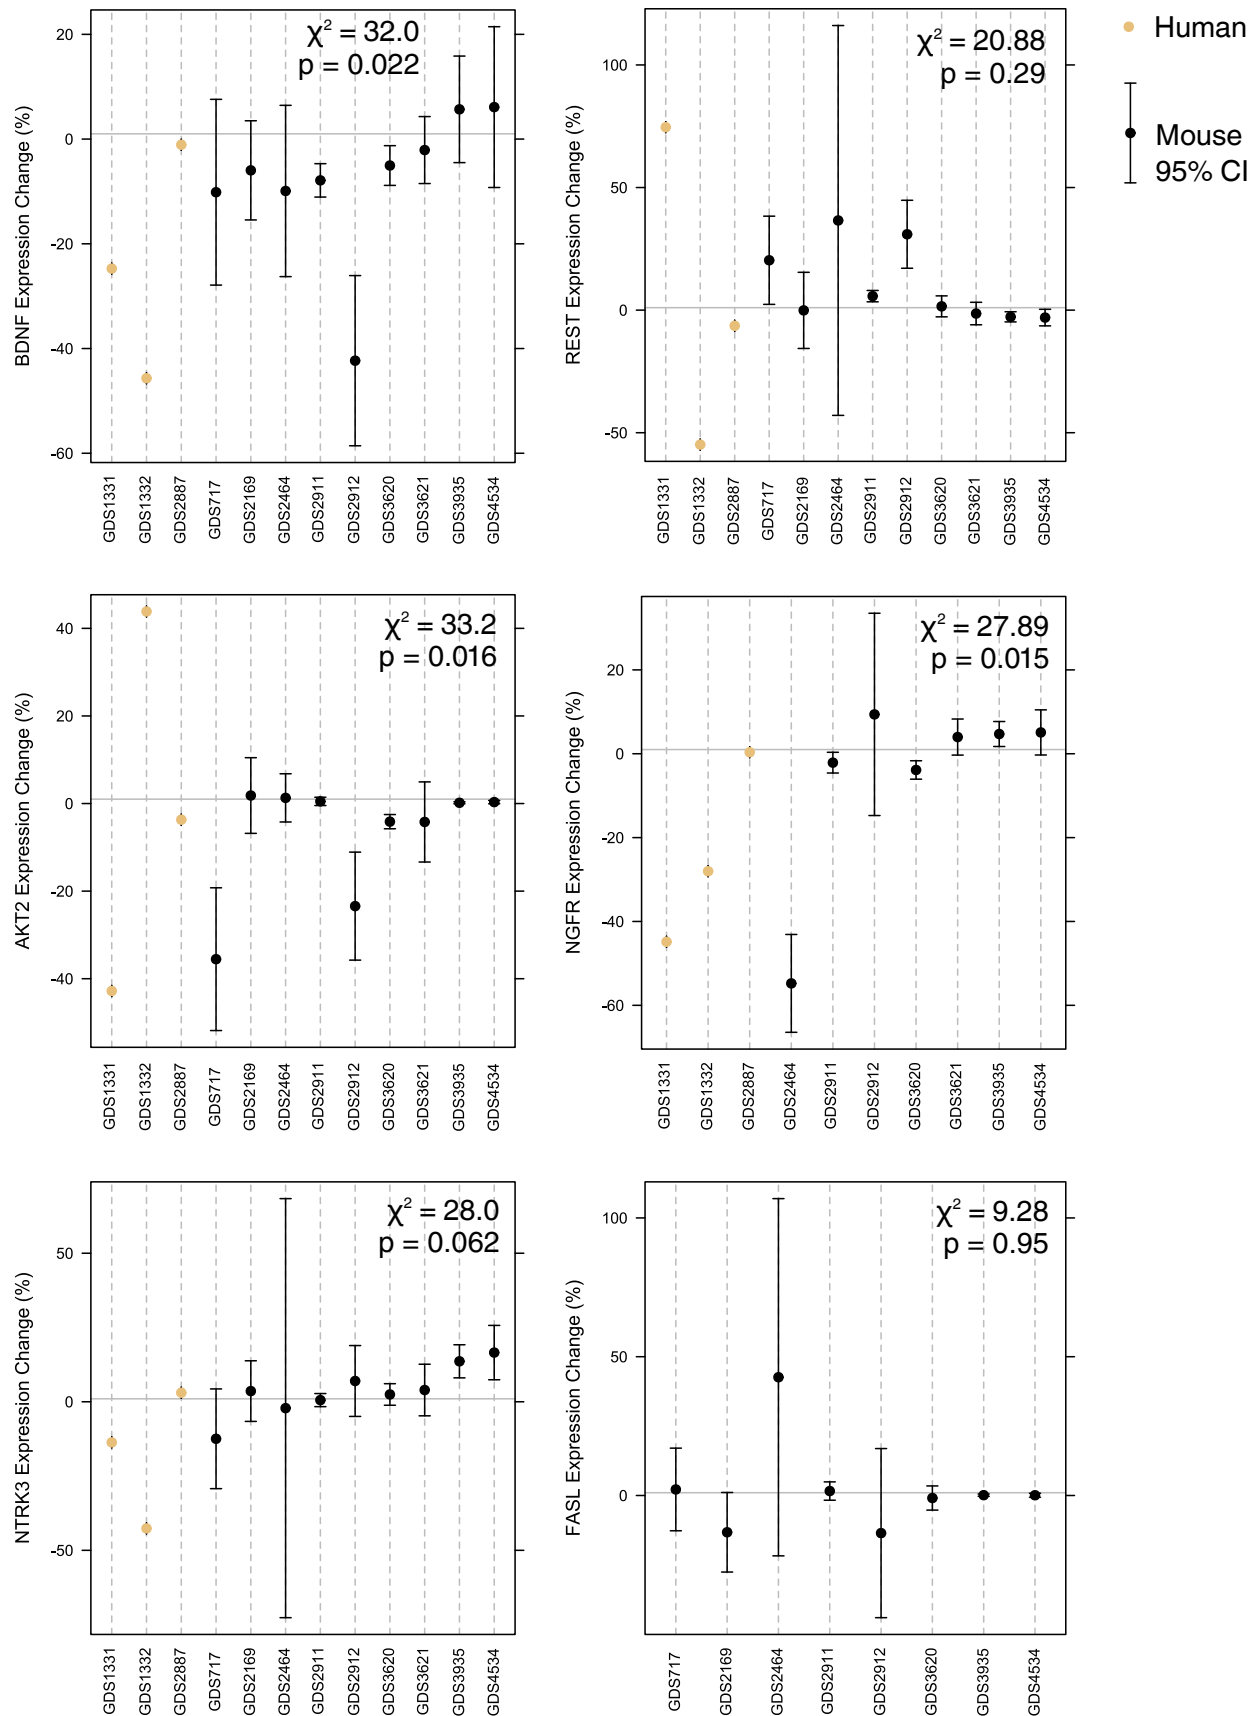 χ² = 32.0
p = 0.022
BDNF Expression Change (%)
20
0
-20
-40
-60
GDS1331
GDS1332
GDS2887
GDS717
GDS2169
GDS2464
GDS2911
GDS2912
GDS3620
GDS3621
GDS3935
GDS4534
χ² = 20.88
p = 0.29
REST Expression Change (%)
100
50
0
-50
GDS1331
GDS1332
GDS2887
GDS717
GDS2169
GDS2464
GDS2911
GDS2912
GDS3620
GDS3621
GDS3935
GDS4534
Human
Mouse
95% CI
χ² = 33.2
p = 0.016
AKT2 Expression Change (%)
40
20
0
-20
-40
GDS1331
GDS1332
GDS2887
GDS717
GDS2169
GDS2464
GDS2911
GDS2912
GDS3620
GDS3621
GDS3935
GDS4534
χ² = 27.89
p = 0.015
NGFR Expression Change (%)
20
0
-20
-40
-60
GDS1331
GDS1332
GDS2887
GDS2464
GDS2911
GDS2912
GDS3620
GDS3621
GDS3935
GDS4534
χ² = 28.0
p = 0.062
NTRK3 Expression Change (%)
50
0
-50
GDS1331
GDS1332
GDS2887
GDS717
GDS2169
GDS2464
GDS2911
GDS2912
GDS3620
GDS3621
GDS3935
GDS4534
χ² = 9.28
p = 0.95
FASL Expression Change (%)
100
50
0
GDS717
GDS2169
GDS2464
GDS2911
GDS2912
GDS3620
GDS3935
GDS4534